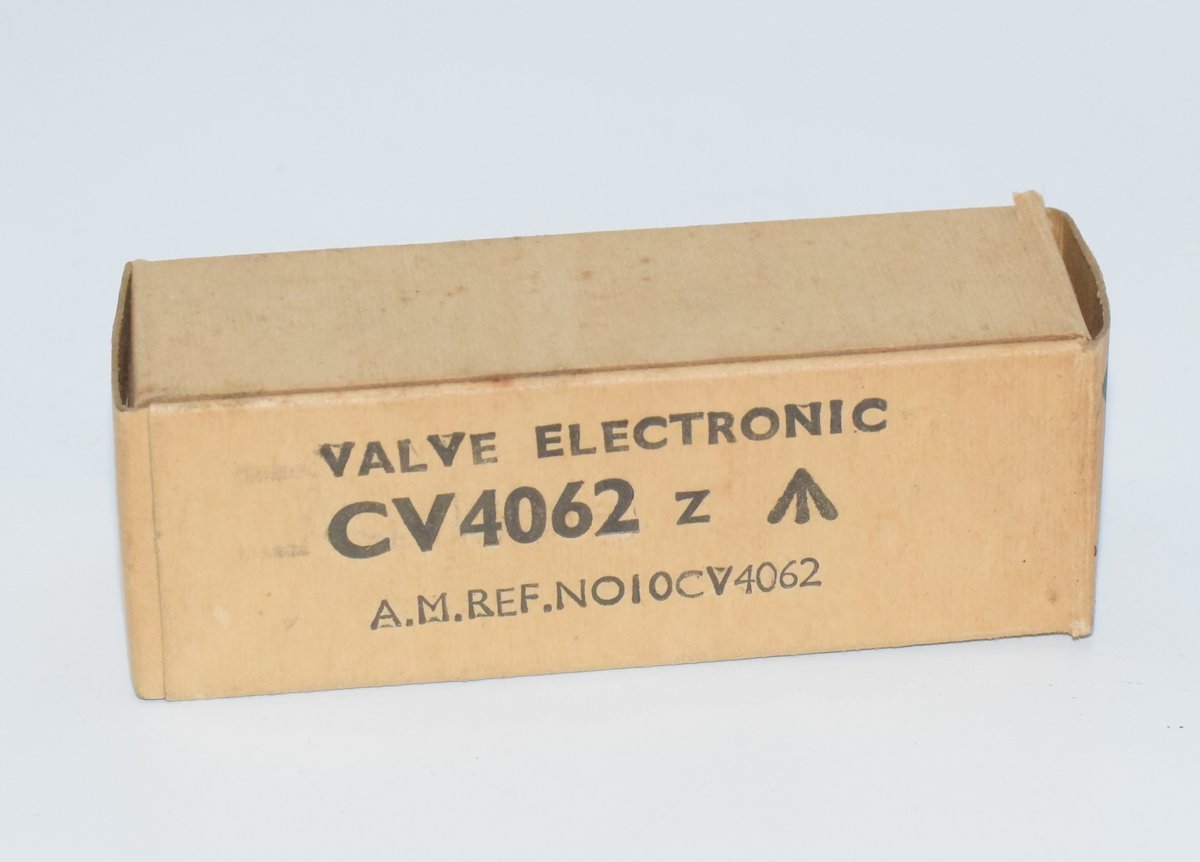 VALVE ELECTRONIC
CV4062 Z
A.M.REF.NO10CV4062